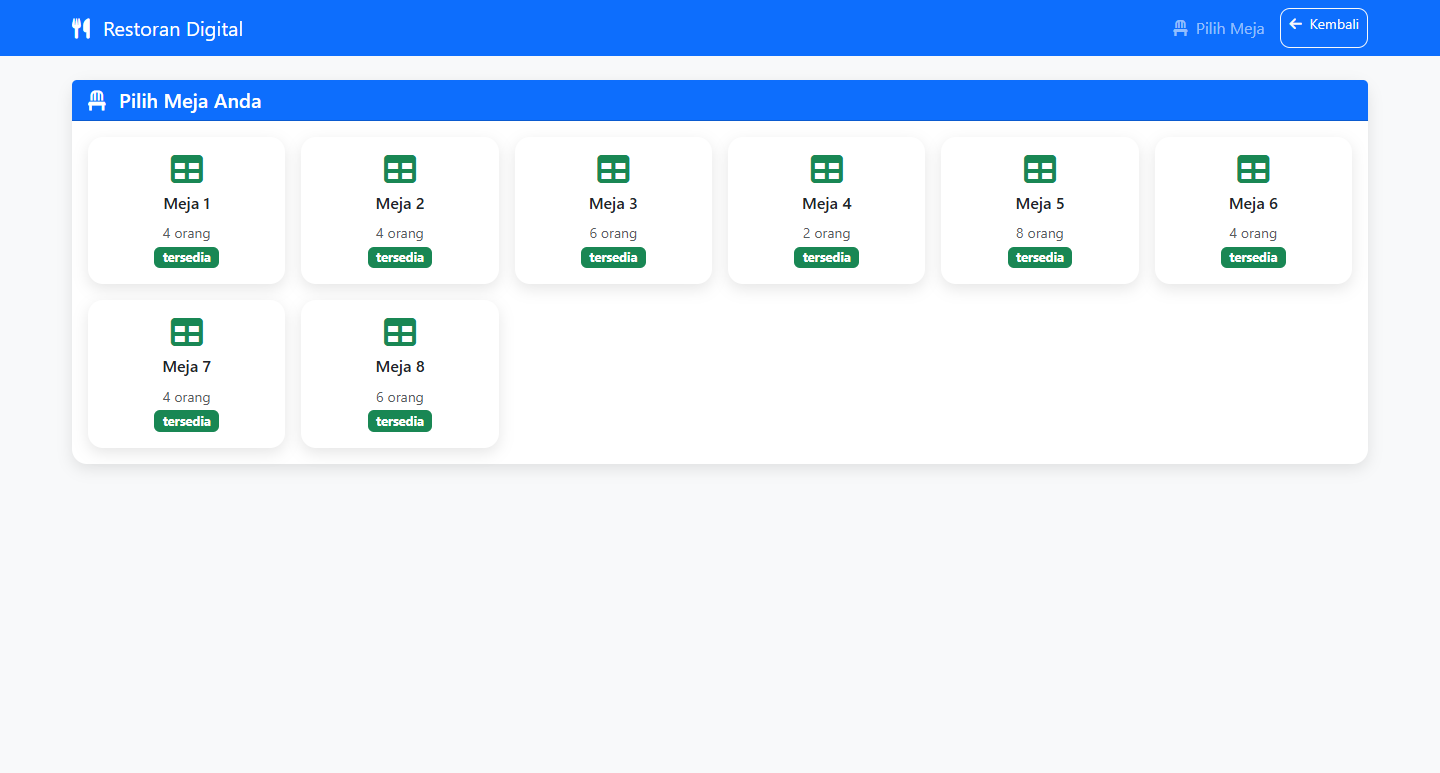 Restoran Digital
Pilih Meja
Kembali
Pilih Meja Anda
Meja 1
4 orang
tersedia
Meja 2
4 orang
tersedia
Meja 3
6 orang
tersedia
Meja 4
2 orang
tersedia
Meja 5
8 orang
tersedia
Meja 6
4 orang
tersedia
Meja 7
4 orang
tersedia
Meja 8
6 orang
tersedia